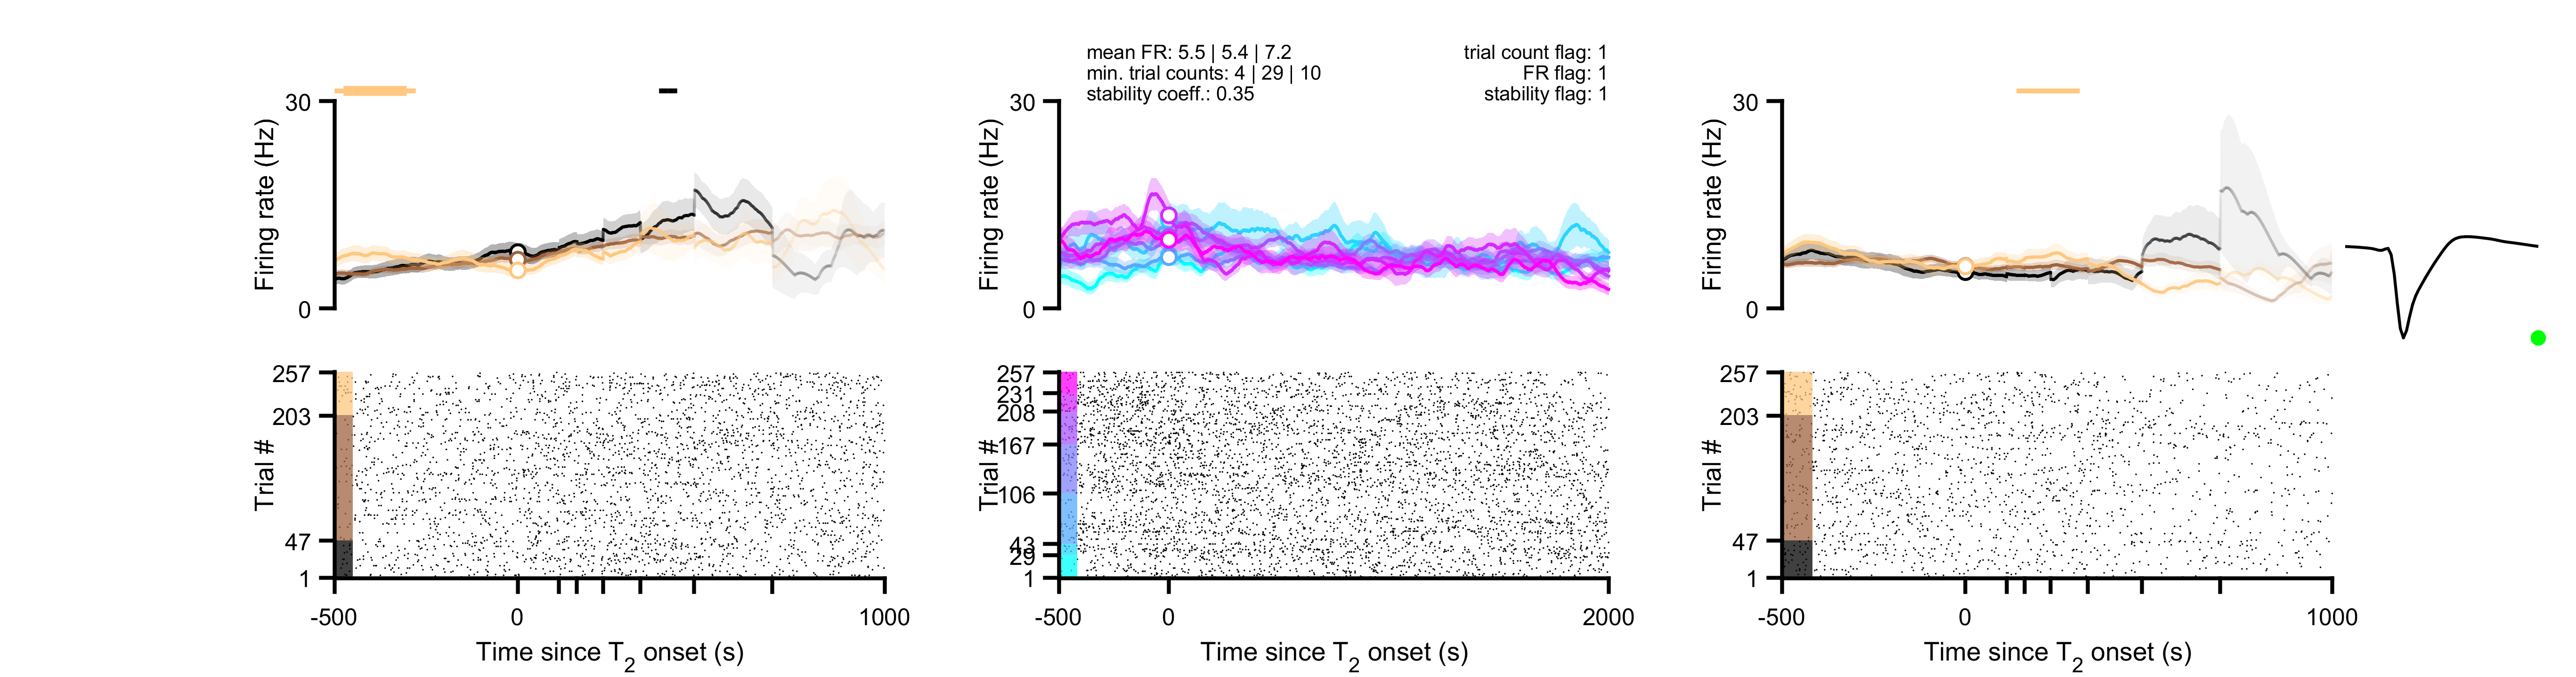 mean FR: 5.5 | 5.4 | 7.2
min. trial counts: 4 | 29 | 10
stability coeff.: 0.35
trial count flag: 1
FR flag: 1
stability flag: 1
30
Firing rate (Hz)
0
257
203
Trial #
47
1
-500
0
1000
Time since T2 onset (s)
30
Firing rate (Hz)
0
257
231
208
167
Trial #
106
43
29
1
-500
0
2000
Time since T2 onset (s)
30
Firing rate (Hz)
0
257
203
Trial #
47
1
-500
0
1000
Time since T2 onset (s)